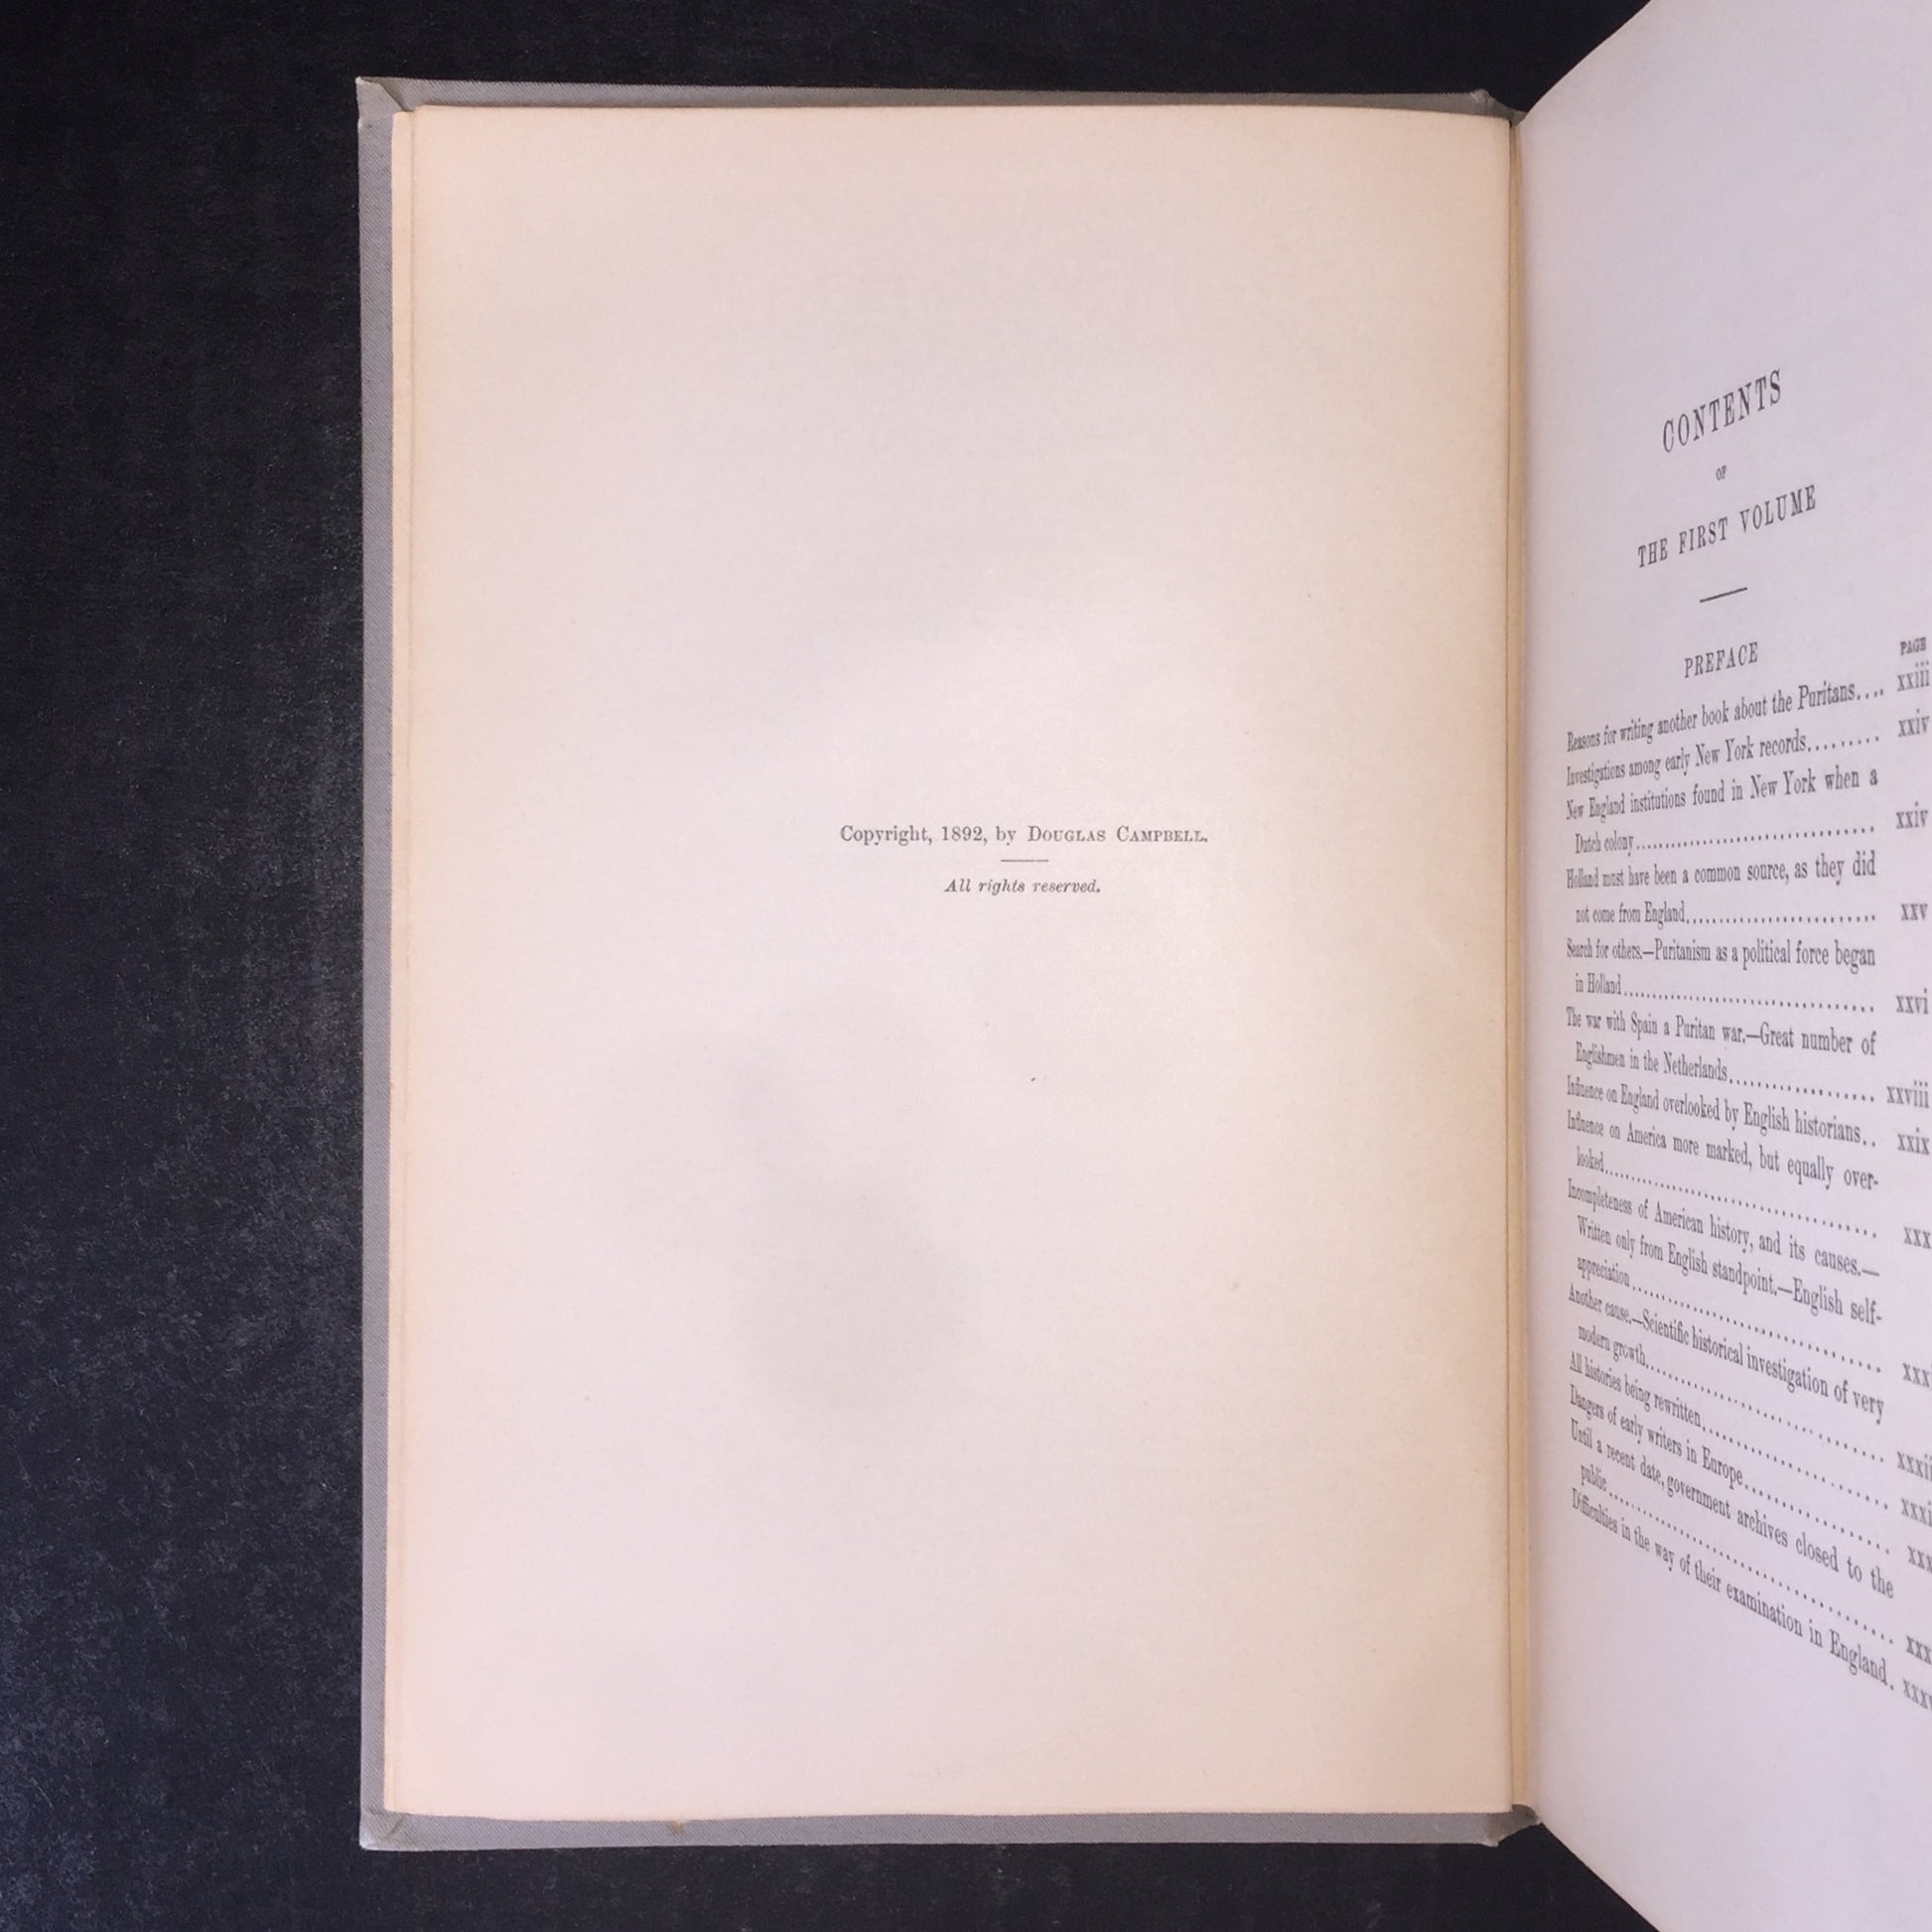 Copyright, 1892, by DOUGLAS CAMPBELL.
All rights reserved.
CONTENTS
OF
THE FIRST VOLUME
PREFACE
PAGE
Reasons for writing another book about the Puritans.... xxiii
Investigations among early New York records......... xxiv
New England institutions found in New York when a
Dutch colony.............................. xxiv
Holland must have been a common source, as they did
not come from England......................... xxv
Search for others.—Puritanism as a political force began
in Holland................................ xxvi
The war with Spain a Puritan war.—Great number of
Englishmen in the Netherlands.................. xxviii
Influence on England overlooked by English historians.. xxix
Influence on America more marked, but equally over-
looked.................................. xxx
Incompleteness of American history, and its causes.—
Written only from English standpoint.—English self-
appreciation..............................
Another cause.—Scientific historical investigation of very
modern growth............................
All histories being rewritten......................
Dangers of early writers in Europe..................
Until a recent date, government archives closed to the
public..................................
Difficulties in the way of their examination in England.